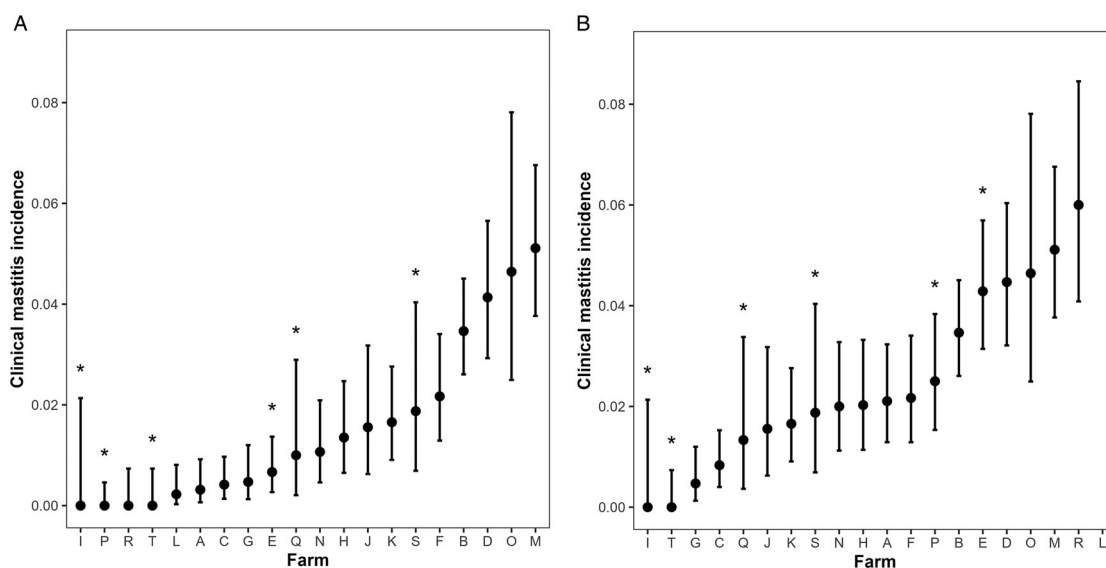 A
Clinical mastitis incidence
0.08
0.06
0.04
0.02
0.00
* * * * * *
I P R T L A C G E Q N H J K S F B D O M
Farm
B
Clinical mastitis incidence
0.08
0.06
0.04
0.02
0.00
* * * * * *
I T G C Q J K S N H A F P B E D O M R L
Farm